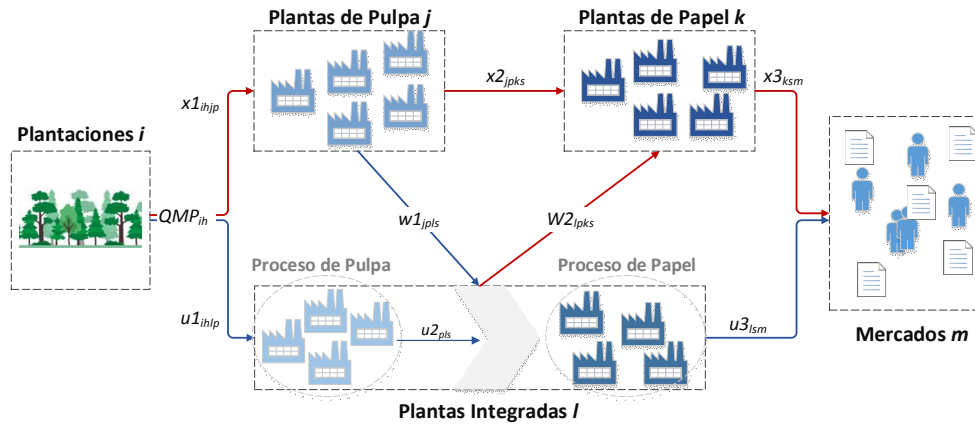 Plantas de Pulpa j
Plantas de Papel k
x1ihjp
x2jpks
x3ksm
Plantaciones i
QMPih
w1jpls
W2lpks
Proceso de Pulpa
Proceso de Papel
u1ihlp
u2pls
u3lsm
Mercados m
Plantas Integradas l